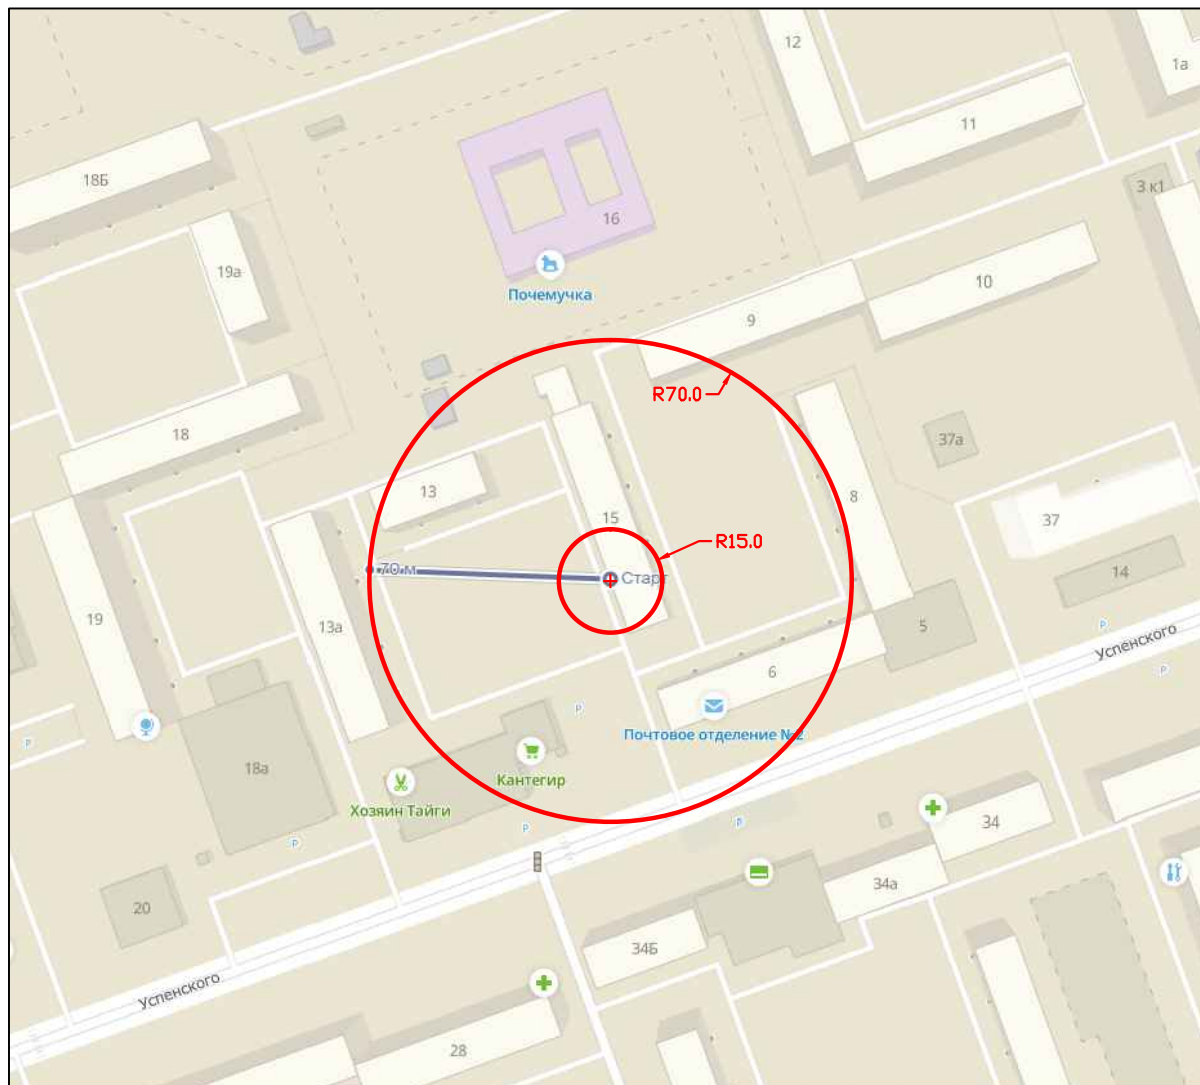 12
1а
11
18Б
3 к1
16
19а
10
Почемучка
9
R70.0
18
37а
13
8
15
37
R15.0
70 м
Старт
14
19
13а
5
Р
Успенского
6
Р
Р
Почтовое отделение №2
Р
18а
Кантегир
Хозяин Тайги
Р
Р
Р
34
34а
20
34Б
Успенского
28